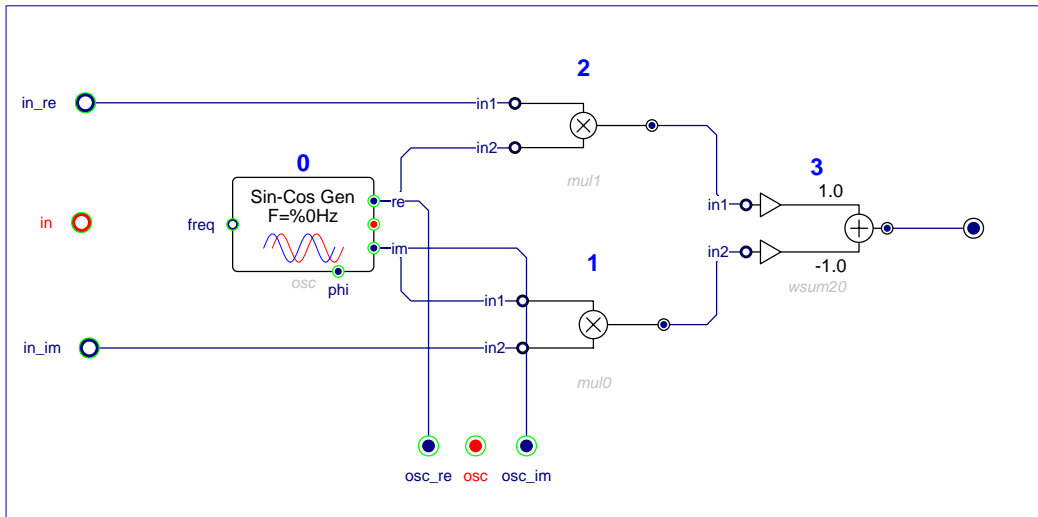 2
in_re
in1
in2
mul1
0
Sin-Cos Gen
F=%0Hz
re
im
freq
osc
phi
in
3
1.0
in1
in2
-1.0
wsum20
1
in1
in2
mul0
in_im
osc_re
osc
osc_im